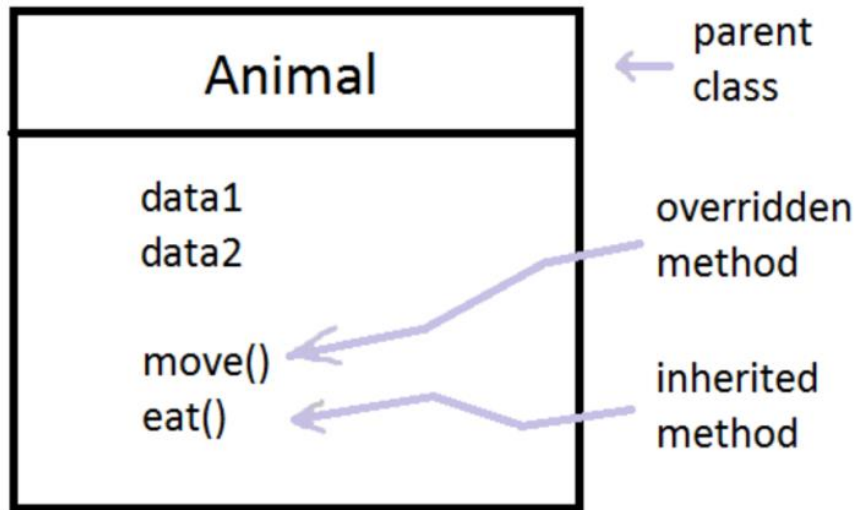 Animal
parent
class
data1
data2
overridden
method
move()
eat()
inherited
method